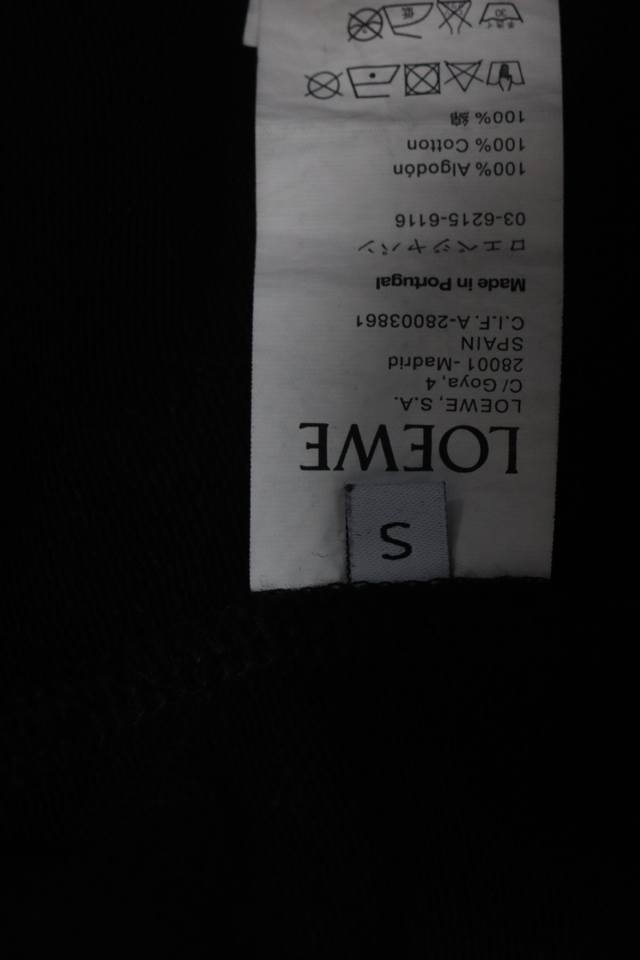 S
LOEWE
LOEWE, S.A.
C/ Goya, 4
28001 - Madrid
SPAIN
C.I.F. A-28003861
Made in Portugal
ロエベジャパン
03-6215-6116
100% Algodón
100% Cotton
100% 綿